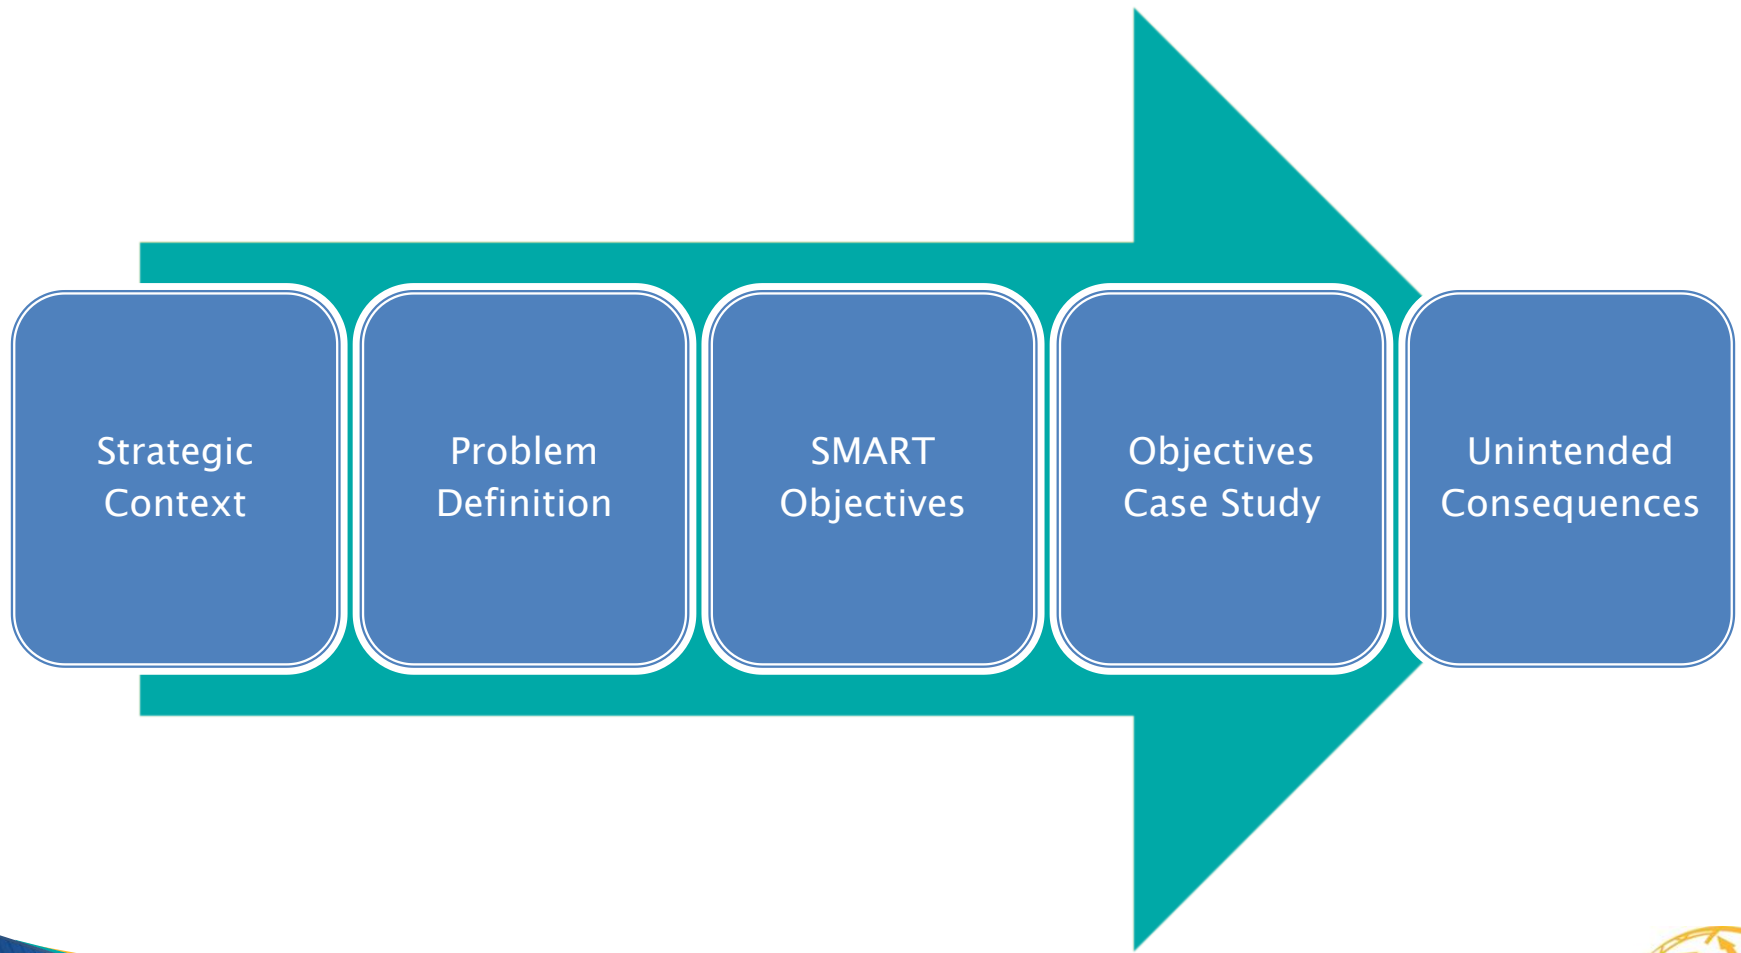 Strategic
Context
Problem
Definition
SMART
Objectives
Objectives
Case Study
Unintended
Consequences